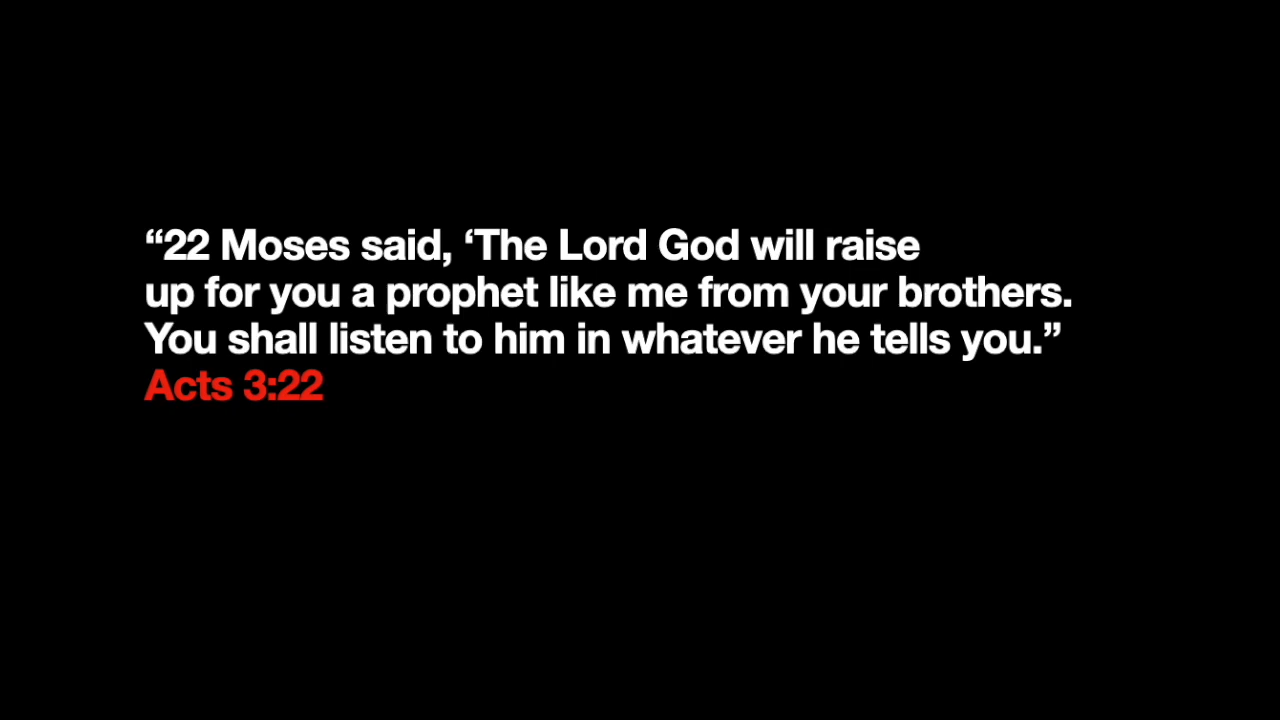 “22 Moses said, ‘The Lord God will raise
up for you a prophet like me from your brothers.
You shall listen to him in whatever he tells you.”
Acts 3:22